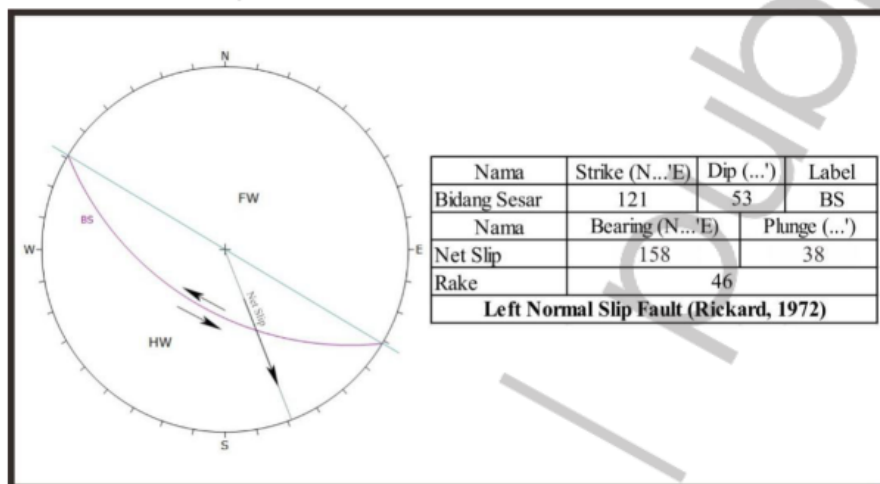 N
FW
BS
W
E
Net Slip
HW
S
Nama Strike (N...'E) Dip (...') Label
Bidang Sesar 121 53 BS
Nama Bearing (N...'E) Plunge (...')
Net Slip 158 38
Rake 46
Left Normal Slip Fault (Rickard, 1972)